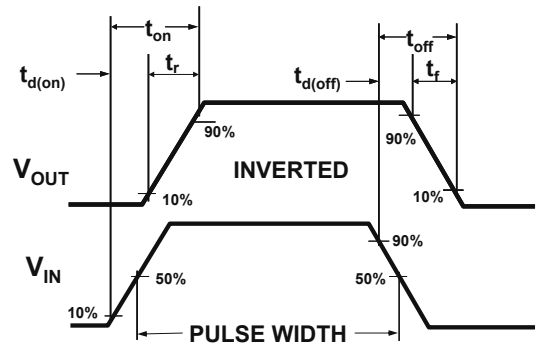 t_on t_off
t_d(on) t_r t_d(off) t_f
90% 90%
V_OUT INVERTED
10% 10%
90%
V_IN 50% 50%
10%
PULSE WIDTH